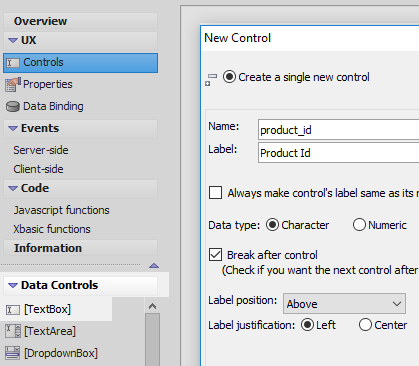 Overview
UX
Controls
Properties
Data Binding
Events
Server-side
Client-side
Code
Javascript functions
Xbasic functions
Information
Data Controls
[TextBox]
[TextArea]
[DropdownBox]
New Control
Create a single new control
Name: product_id
Label: Product Id
Always make control's label same as its
Data type: Character Numeric
Break after control
(Check if you want the next control after
Label position: Above
Label justification: Left Center